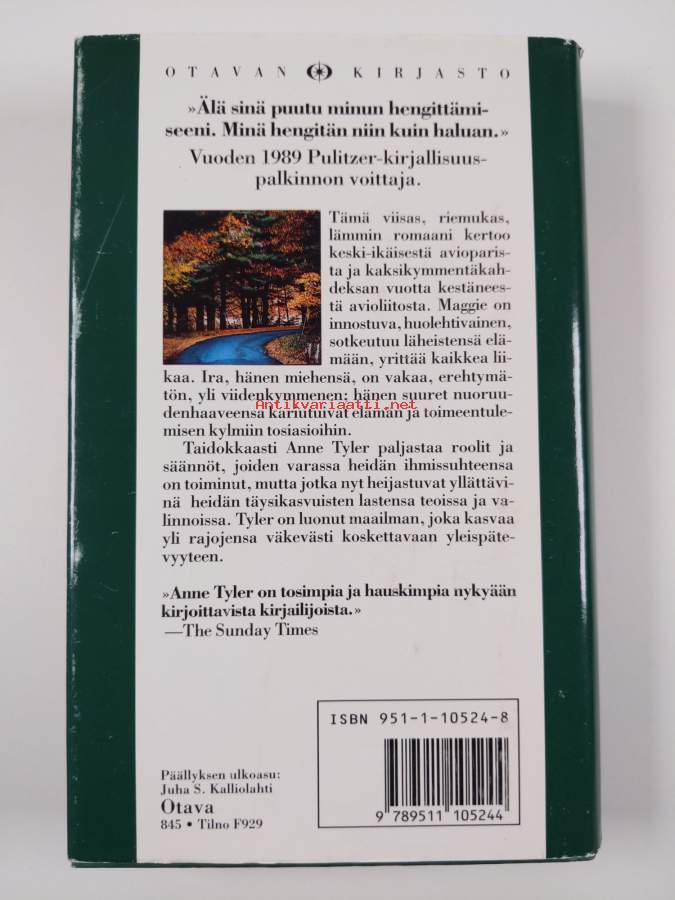 OTAVAN KIRJASTO
»Älä sinä puutu minun hengittämi-
seeni. Minä hengitän niin kuin haluan.»
Vuoden 1989 Pulitzer-kirjallisuus-
palkinnon voittaja.
Tämä viisas, riemukas,
lämmin romaani kertoo
keski-ikäisestä avioparis-
ta ja kaksikymmentäkah-
deksan vuotta kestänees-
tä avioliitosta. Maggie on
innostuva, huolehtivainen,
sotkeutuu läheistensä elä-
mään, yrittää kaikkea lii-
kaa. Ira, hänen miehensä, on vakaa, erehtymä-
tön, yli viidenkymmenen; hänen suuret nuoruu-
denhaaveensa kariutuivat elämän ja toimeentule-
misen kylmiin tosiasioihin.
Antikvariaatti.net
Taidokkaasti Anne Tyler paljastaa roolit ja
säännöt, joiden varassa heidän ihmissuhteensa
on toiminut, mutta jotka nyt heijastuvat yllättävi-
nä heidän täysikasvuisten lastensa teoissa ja va-
linnoissa. Tyler on luonut maailman, joka kasvaa
yli rajojensa väkevästi koskettavaan yleispäte-
vyyteen.
»Anne Tyler on tosimpia ja hauskimpia nykyään
kirjoittavista kirjailijoista.»
—The Sunday Times
ISBN 951-1-10524-8
9 789511 105244
Päällyksen ulkoasu:
Juha S. Kalliolahti
Otava
845 • Tilno F929